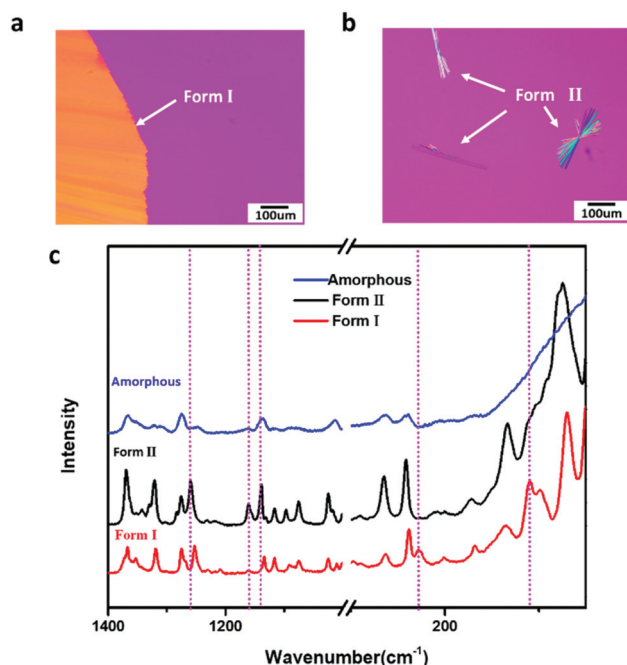 a
Form I
100um
b
Form II
100um
c
Amorphous
Form II
Form I
Amorphous
Form II
Form I
Intensity
1400
1200
200
Wavenumber(cm⁻¹)